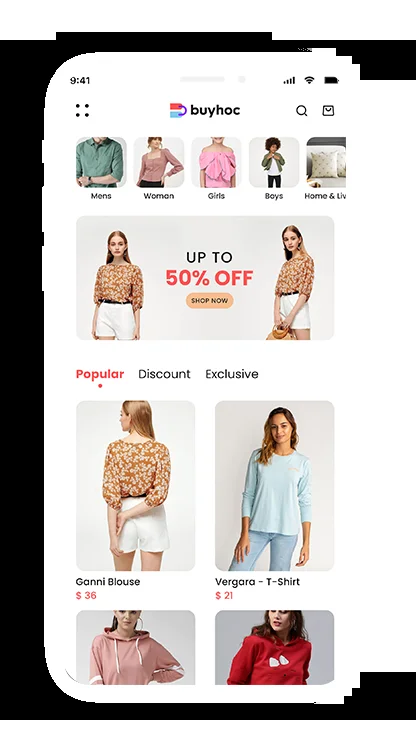 9:41
buyhoc
Mens Woman Girls Boys Home & Liv
UP TO
50% OFF
SHOP NOW
Popular Discount Exclusive
Ganni Blouse Vergara - T-Shirt
$ 36 $ 21